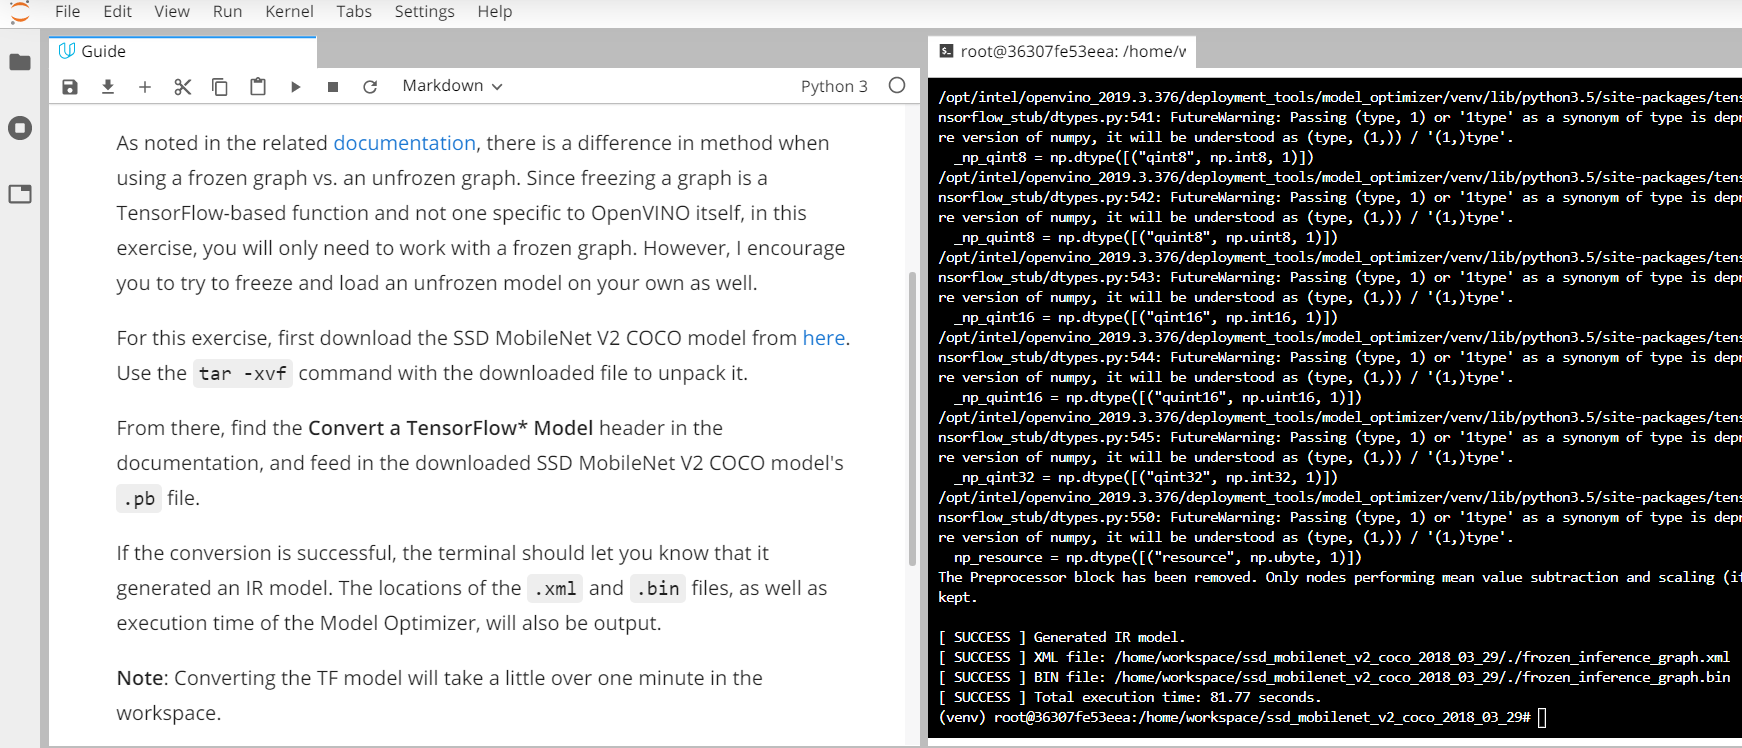 File Edit View Run Kernel Tabs Settings Help
Guide
Markdown
Python 3
As noted in the related documentation, there is a difference in method when
using a frozen graph vs. an unfrozen graph. Since freezing a graph is a
TensorFlow-based function and not one specific to OpenVINO itself, in this
exercise, you will only need to work with a frozen graph. However, I encourage
you to try to freeze and load an unfrozen model on your own as well.
For this exercise, first download the SSD MobileNet V2 COCO model from here.
Use the tar -xvf command with the downloaded file to unpack it.
From there, find the Convert a TensorFlow* Model header in the
documentation, and feed in the downloaded SSD MobileNet V2 COCO model's
.pb file.
If the conversion is successful, the terminal should let you know that it
generated an IR model. The locations of the .xml and .bin files, as well as
execution time of the Model Optimizer, will also be output.
Note: Converting the TF model will take a little over one minute in the
workspace.
root@36307fe53eea: /home/w
/opt/intel/openvino_2019.3.376/deployment_tools/model_optimizer/venv/lib/python3.5/site-packages/tens
nsorflow_stub/dtypes.py:541: FutureWarning: Passing (type, 1) or '1type' as a synonym of type is depr
re version of numpy, it will be understood as (type, (1,)) / '(1,)type'.
_np_qint8 = np.dtype([("qint8", np.int8, 1)])
/opt/intel/openvino_2019.3.376/deployment_tools/model_optimizer/venv/lib/python3.5/site-packages/tens
nsorflow_stub/dtypes.py:542: FutureWarning: Passing (type, 1) or '1type' as a synonym of type is depr
re version of numpy, it will be understood as (type, (1,)) / '(1,)type'.
_np_quint8 = np.dtype([("quint8", np.uint8, 1)])
/opt/intel/openvino_2019.3.376/deployment_tools/model_optimizer/venv/lib/python3.5/site-packages/tens
nsorflow_stub/dtypes.py:543: FutureWarning: Passing (type, 1) or '1type' as a synonym of type is depr
re version of numpy, it will be understood as (type, (1,)) / '(1,)type'.
_np_qint16 = np.dtype([("qint16", np.int16, 1)])
/opt/intel/openvino_2019.3.376/deployment_tools/model_optimizer/venv/lib/python3.5/site-packages/tens
nsorflow_stub/dtypes.py:544: FutureWarning: Passing (type, 1) or '1type' as a synonym of type is depr
re version of numpy, it will be understood as (type, (1,)) / '(1,)type'.
_np_quint16 = np.dtype([("quint16", np.uint16, 1)])
/opt/intel/openvino_2019.3.376/deployment_tools/model_optimizer/venv/lib/python3.5/site-packages/tens
nsorflow_stub/dtypes.py:545: FutureWarning: Passing (type, 1) or '1type' as a synonym of type is depr
re version of numpy, it will be understood as (type, (1,)) / '(1,)type'.
_np_qint32 = np.dtype([("qint32", np.int32, 1)])
/opt/intel/openvino_2019.3.376/deployment_tools/model_optimizer/venv/lib/python3.5/site-packages/tens
nsorflow_stub/dtypes.py:550: FutureWarning: Passing (type, 1) or '1type' as a synonym of type is depr
re version of numpy, it will be understood as (type, (1,)) / '(1,)type'.
np_resource = np.dtype([("resource", np.ubyte, 1)])
The Preprocessor block has been removed. Only nodes performing mean value subtraction and scaling (if
kept.
[ SUCCESS ] Generated IR model.
[ SUCCESS ] XML file: /home/workspace/ssd_mobilenet_v2_coco_2018_03_29/./frozen_inference_graph.xml
[ SUCCESS ] BIN file: /home/workspace/ssd_mobilenet_v2_coco_2018_03_29/./frozen_inference_graph.bin
[ SUCCESS ] Total execution time: 81.77 seconds.
(venv) root@36307fe53eea:/home/workspace/ssd_mobilenet_v2_coco_2018_03_29#